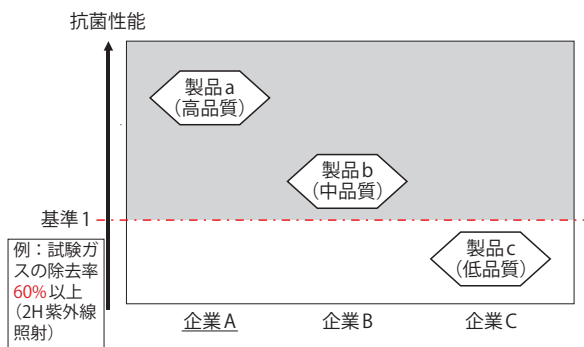 抗菌性能
製品a
（高品質）
製品b
（中品質）
基準1
製品c
（低品質）
例：試験ガ
スの除去率
60%以上
（2H紫外線
照射）
企業A
企業B
企業C